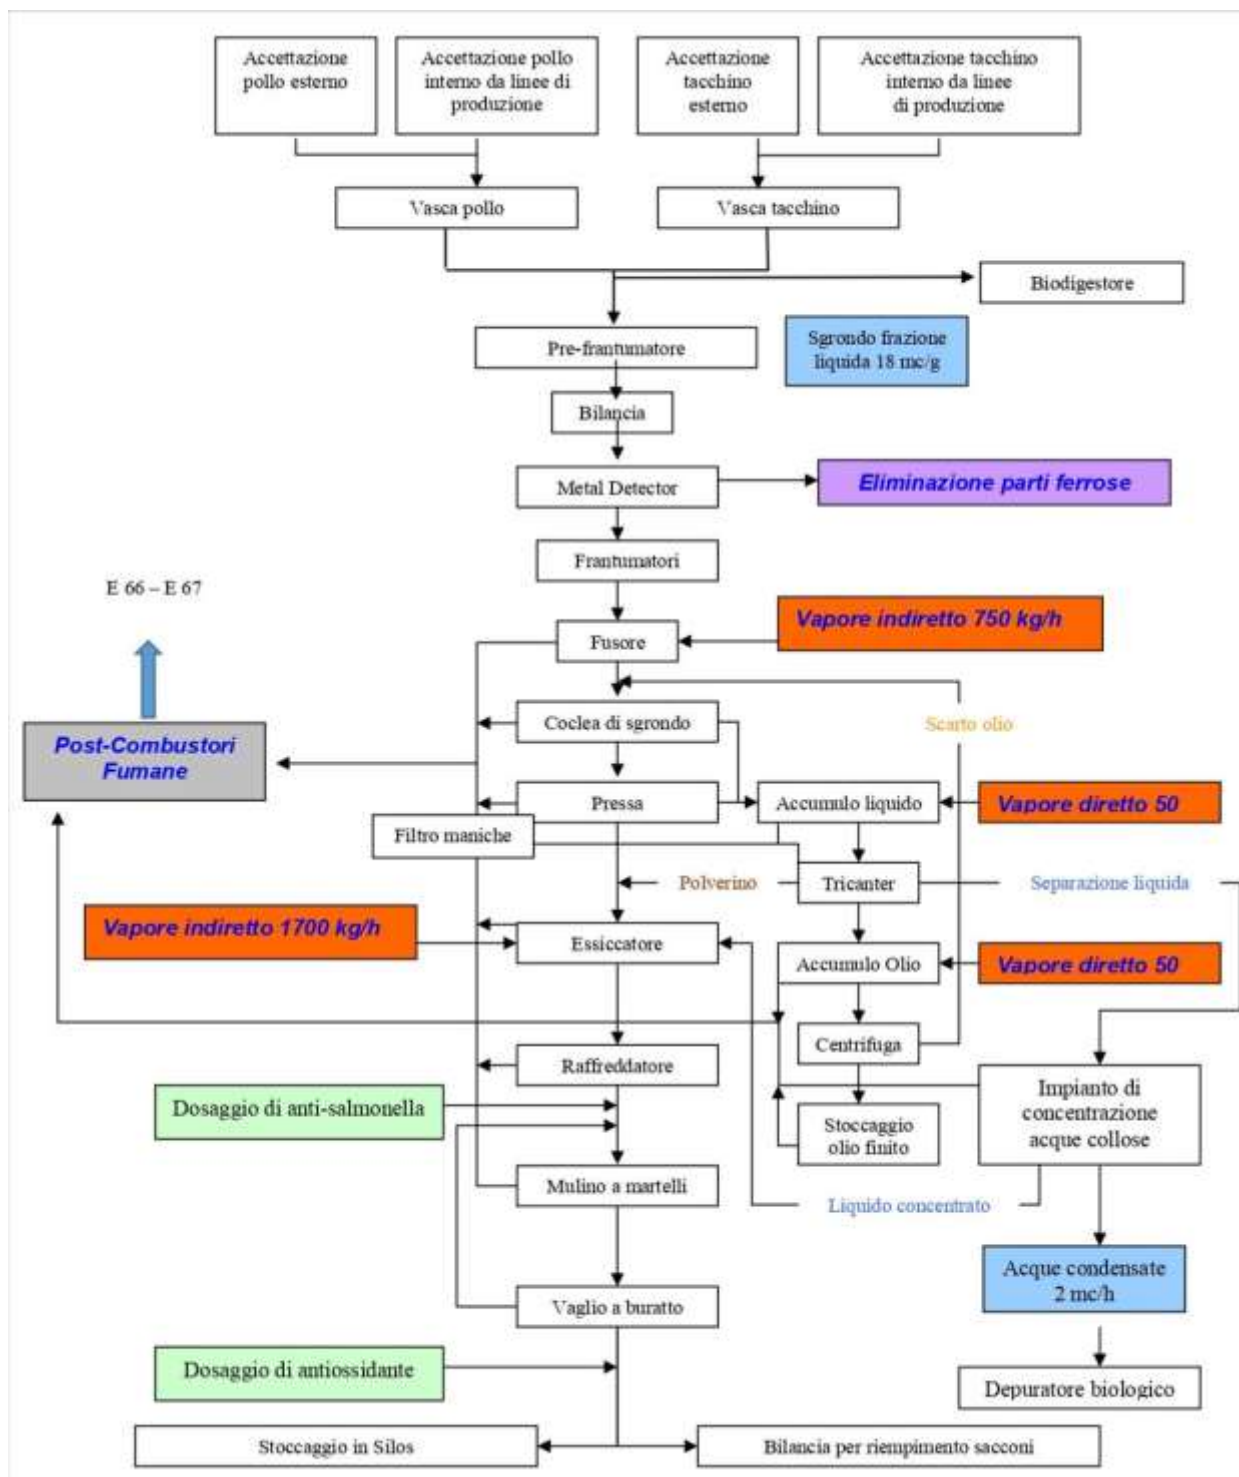 Accettazione
pollo esterno
Accettazione pollo
interno da linee di
produzione
Accettazione
tacchino
esterno
Accettazione tacchino
interno da linee
di produzione
Vasca pollo
Vasca tacchino
Biodigestore
Pre-frantumatore
Sgrondo frazione
liquida 18 mc/g
Bilancia
Metal Detector
Eliminazione parti ferrose
Frantumatori
E 66 – E 67
Vapore indiretto 750 kg/h
Fusore
Coclea di sgrondo
Scarto olio
Post-Combustori
Fumane
Pressa
Accumulo liquido
Vapore diretto 50
Filtro maniche
Polverino
Tricanter
Separazione liquida
Vapore indiretto 1700 kg/h
Essiccatore
Accumulo Olio
Vapore diretto 50
Centrifuga
Raffreddatore
Dosaggio di anti-salmonella
Impianto di
concentrazione
acque collose
Stoccaggio
olio finito
Mulino a martelli
Liquido concentrato
Acque condensate
2 mc/h
Vaglio a buratto
Dosaggio di antiossidante
Depuratore biologico
Stoccaggio in Silos
Bilancia per riempimento sacconi